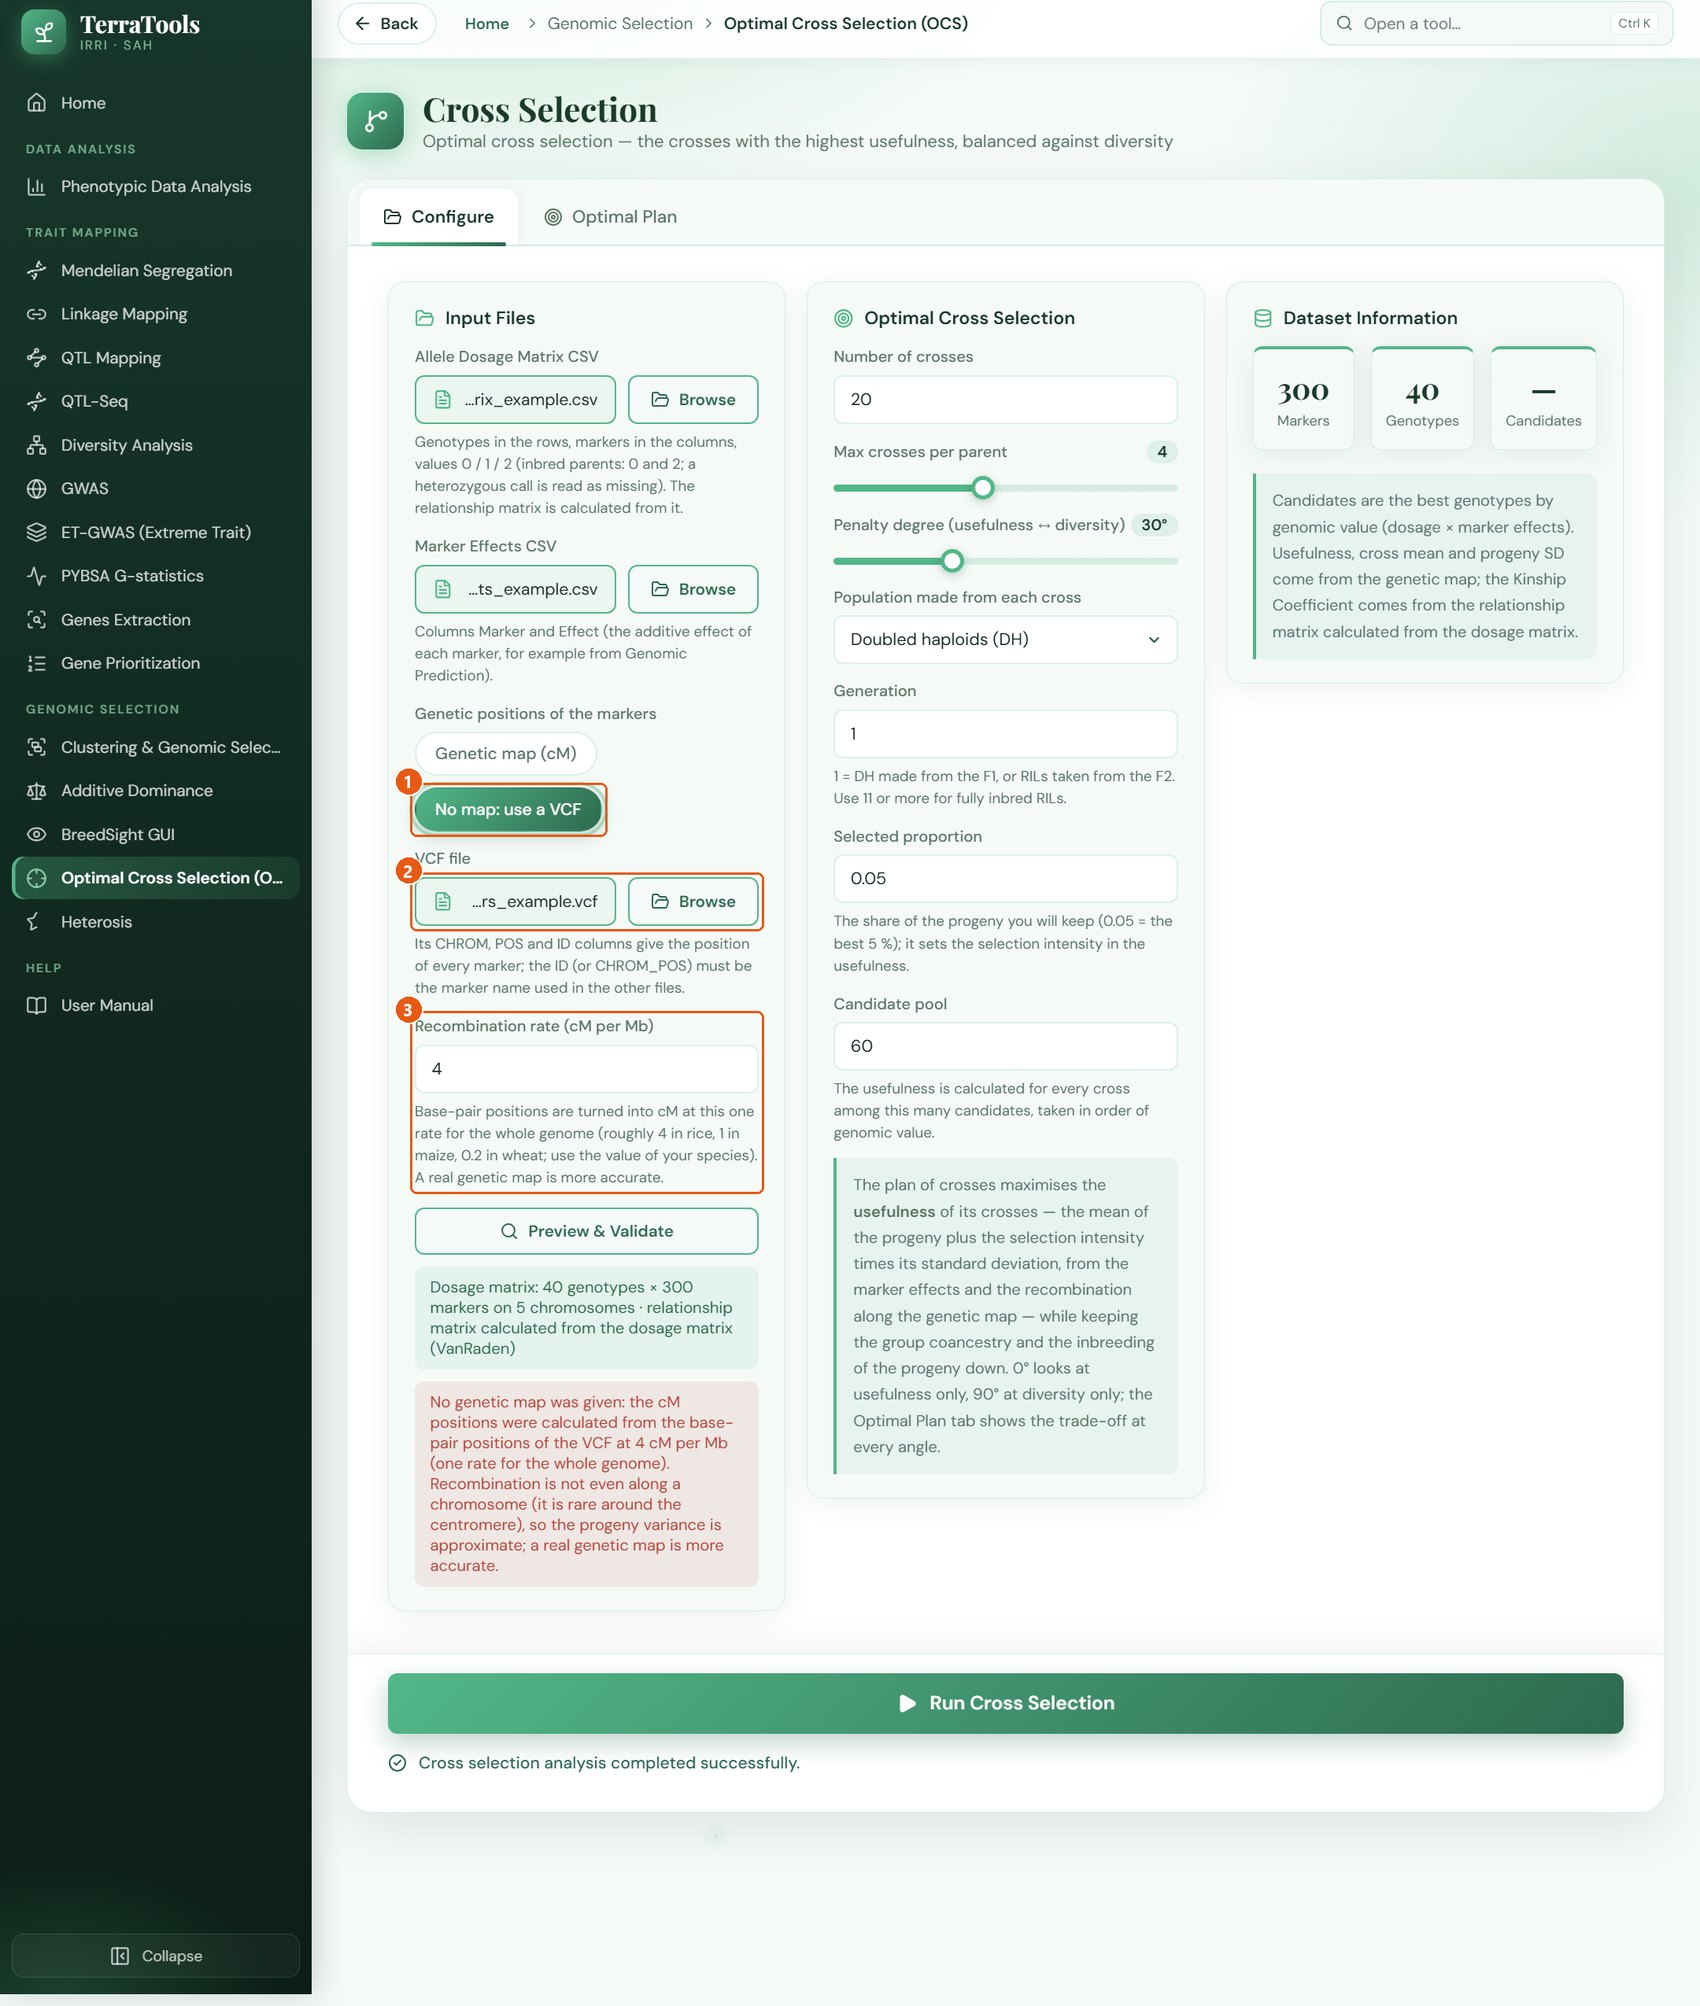 TerraTools
IRRI · SAH
Home
DATA ANALYSIS
Phenotypic Data Analysis
TRAIT MAPPING
Mendelian Segregation
Linkage Mapping
QTL Mapping
QTL-Seq
Diversity Analysis
GWAS
ET-GWAS (Extreme Trait)
PYBSA G-statistics
Genes Extraction
Gene Prioritization
GENOMIC SELECTION
Clustering & Genomic Selec...
Additive Dominance
BreedSight GUI
Optimal Cross Selection (O...
Heterosis
HELP
User Manual
Collapse
Back
Home > Genomic Selection > Optimal Cross Selection (OCS)
Open a tool...
Ctrl K
Cross Selection
Optimal cross selection — the crosses with the highest usefulness, balanced against diversity
Configure
Optimal Plan
Input Files
Allele Dosage Matrix CSV
...rix_example.csv
Browse
Genotypes in the rows, markers in the columns,
values 0 / 1 / 2 (inbred parents: 0 and 2; a
heterozygous call is read as missing). The
relationship matrix is calculated from it.
Marker Effects CSV
...ts_example.csv
Browse
Columns Marker and Effect (the additive effect of
each marker, for example from Genomic
Prediction).
Genetic positions of the markers
Genetic map (cM)
1
No map: use a VCF
VCF file
2
...rs_example.vcf
Browse
Its CHROM, POS and ID columns give the position
of every marker; the ID (or CHROM_POS) must be
the marker name used in the other files.
3
Recombination rate (cM per Mb)
4
Base-pair positions are turned into cM at this one
rate for the whole genome (roughly 4 in rice, 1 in
maize, 0.2 in wheat; use the value of your species).
A real genetic map is more accurate.
Preview & Validate
Dosage matrix: 40 genotypes × 300
markers on 5 chromosomes · relationship
matrix calculated from the dosage matrix
(VanRaden)
No genetic map was given: the cM
positions were calculated from the base-
pair positions of the VCF at 4 cM per Mb
(one rate for the whole genome).
Recombination is not even along a
chromosome (it is rare around the
centromere), so the progeny variance is
approximate; a real genetic map is more
accurate.
Optimal Cross Selection
Number of crosses
20
Max crosses per parent
4
Penalty degree (usefulness ↔ diversity)
30°
Population made from each cross
Doubled haploids (DH)
Generation
1
1 = DH made from the F1, or RILs taken from the F2.
Use 11 or more for fully inbred RILs.
Selected proportion
0.05
The share of the progeny you will keep (0.05 = the
best 5 %); it sets the selection intensity in the
usefulness.
Candidate pool
60
The usefulness is calculated for every cross
among this many candidates, taken in order of
genomic value.
The plan of crosses maximises the
usefulness of its crosses — the mean of
the progeny plus the selection intensity
times its standard deviation, from the
marker effects and the recombination
along the genetic map — while keeping
the group coancestry and the inbreeding
of the progeny down. 0° looks at
usefulness only, 90° at diversity only; the
Optimal Plan tab shows the trade-off at
every angle.
Dataset Information
300
Markers
40
Genotypes
—
Candidates
Candidates are the best genotypes by
genomic value (dosage × marker effects).
Usefulness, cross mean and progeny SD
come from the genetic map; the Kinship
Coefficient comes from the relationship
matrix calculated from the dosage matrix.
Run Cross Selection
Cross selection analysis completed successfully.